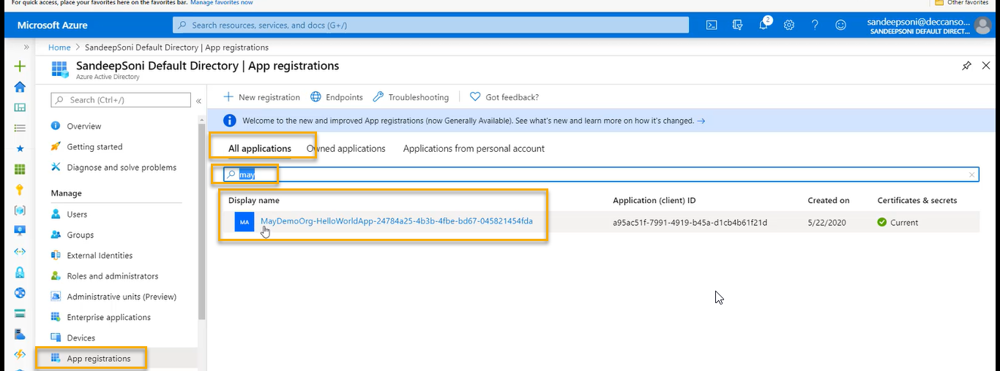 For quick access, place your favorites here on the favorites bar. Manage favorites now
Other favorites
Microsoft Azure
Search resources, services, and docs (G+/)
2
sandeepsoni@deccanso...
SANDEEPSONI DEFAULT DIRECT...
Home > SandeepSoni Default Directory | App registrations
SandeepSoni Default Directory | App registrations
Azure Active Directory
Search (Ctrl+/)
Overview
Getting started
Diagnose and solve problems
Manage
Users
Groups
External Identities
Roles and administrators
Administrative units (Preview)
Enterprise applications
Devices
App registrations
New registration Endpoints Troubleshooting Got feedback?
Welcome to the new and improved App registrations (now Generally Available). See what's new and learn more on how it's changed. →
All applications Owned applications Applications from personal account
may
Display name Application (client) ID Created on Certificates & secrets
MA MayDemoOrg-HelloWorldApp-24784a25-4b3b-4fbe-bd67-045821454fda a95ac51f-7991-4919-b45a-d1cb4b61f21d 5/22/2020 Current